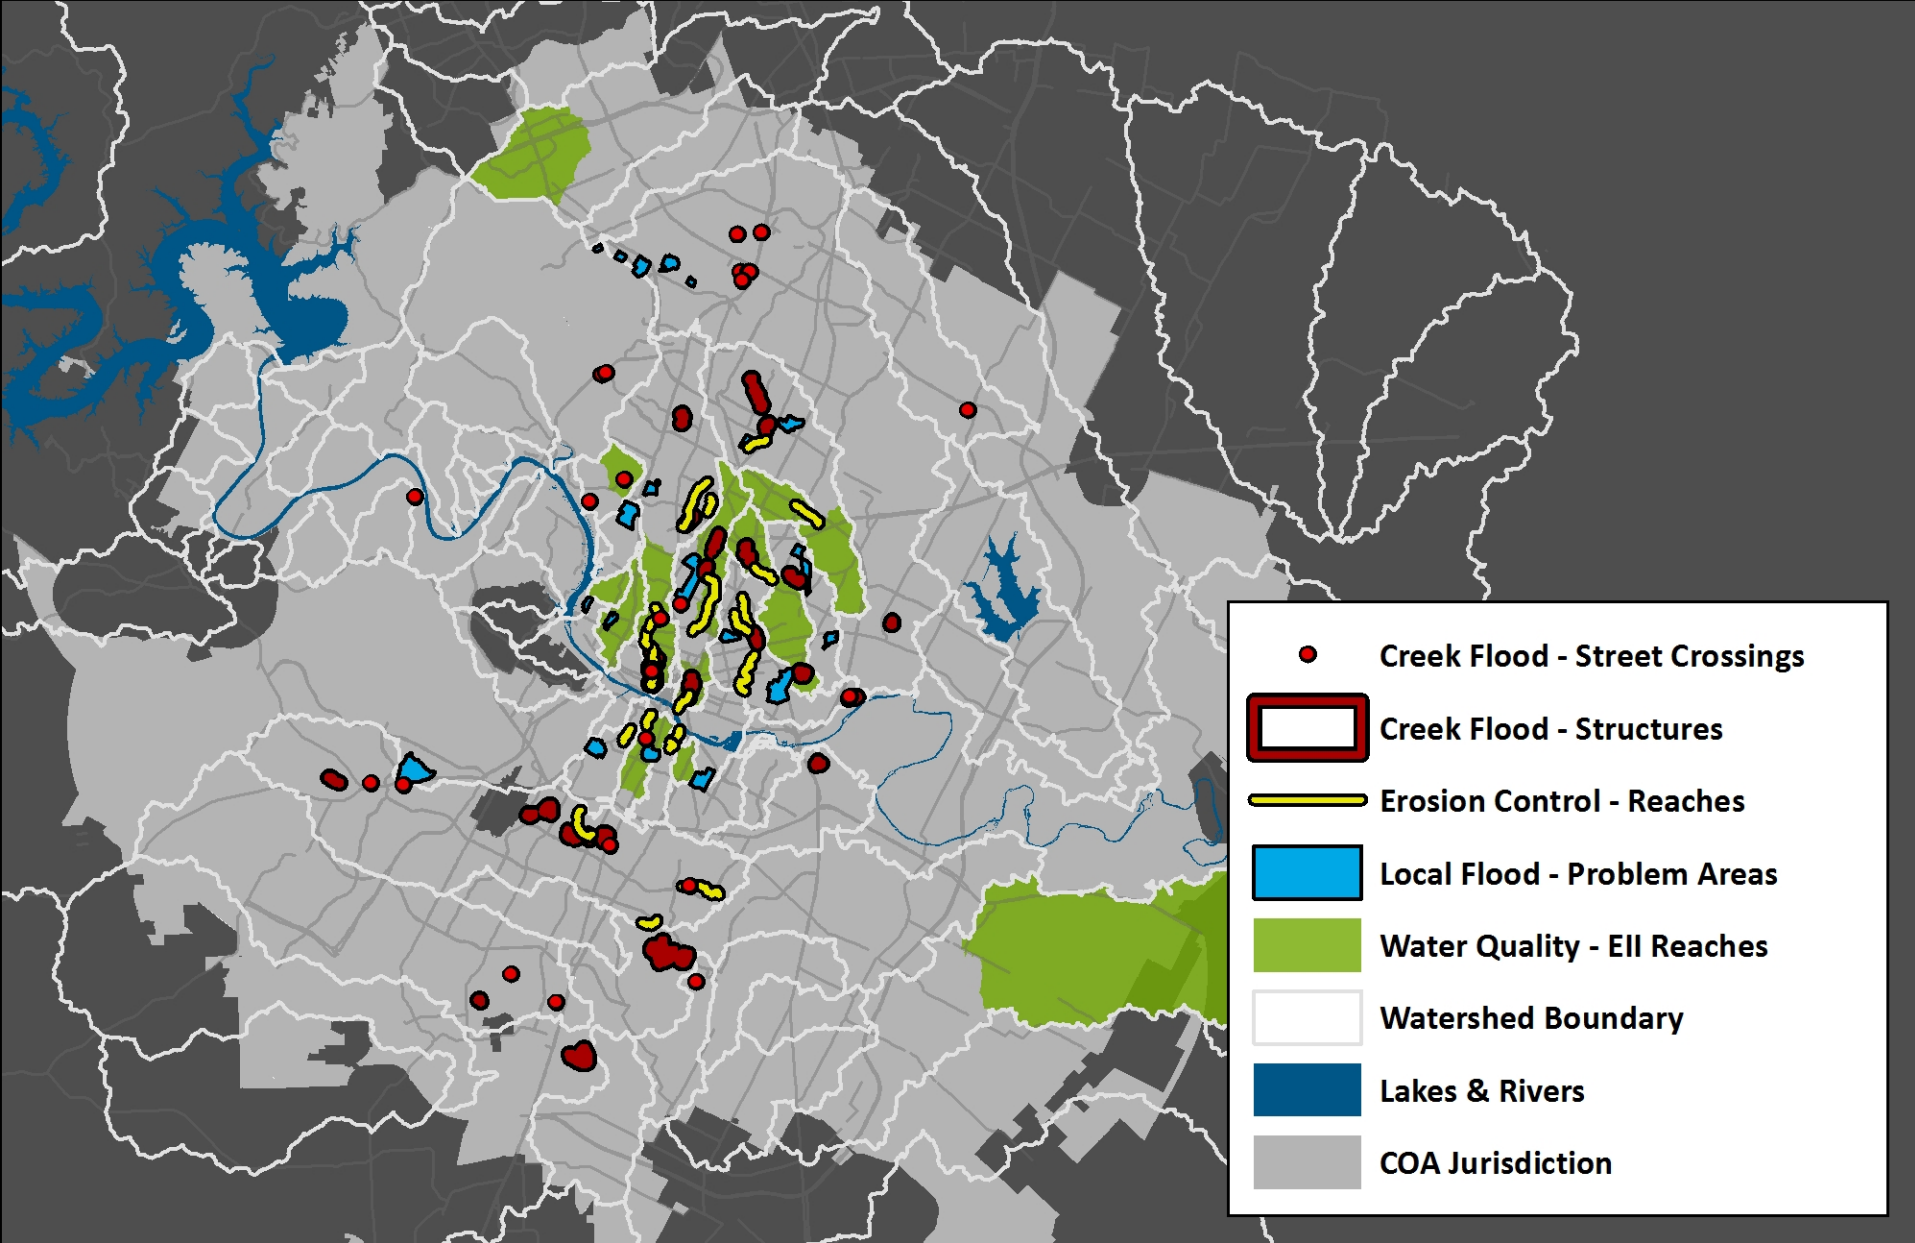 Creek Flood - Street Crossings
Creek Flood - Structures
Erosion Control - Reaches
Local Flood - Problem Areas
Water Quality - EII Reaches
Watershed Boundary
Lakes & Rivers
COA Jurisdiction